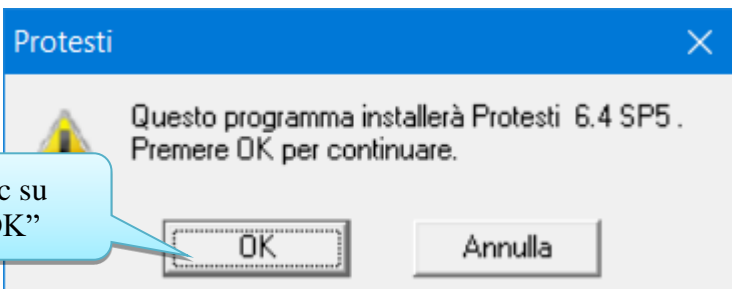 Protesti
Questo programma installerà Protesti 6.4 SP5 .
Premere OK per continuare.
su
OK
Annulla